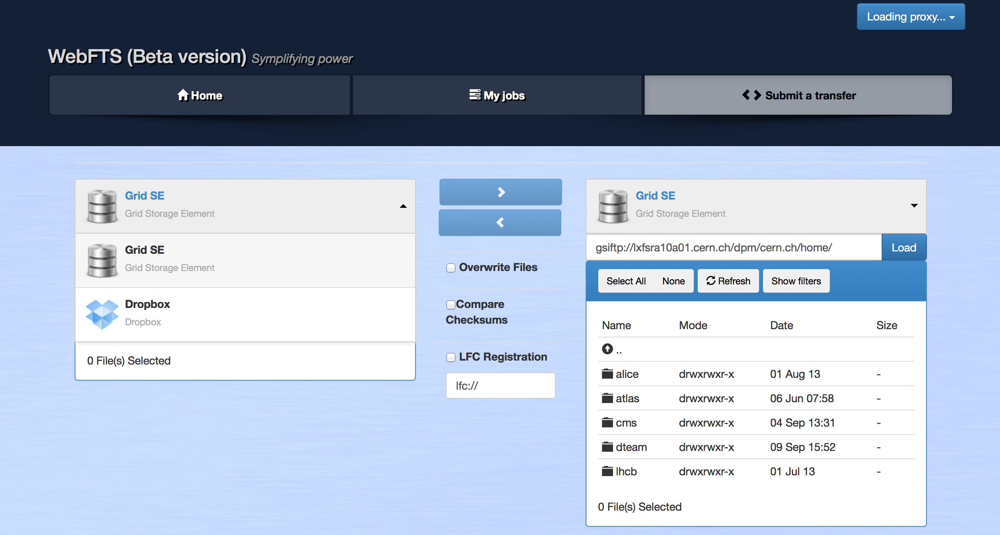 Loading proxy...
WebFTS (Beta version) Symplifying power
Home
My jobs
Submit a transfer
Grid SE
Grid Storage Element
Grid SE
Grid Storage Element
Dropbox
Dropbox
0 File(s) Selected
Overwrite Files
Compare
Checksums
LFC Registration
lfc://
Grid SE
Grid Storage Element
gsiftp://lxfsra10a01.cern.ch/dpm/cern.ch/home/ Load
Select All None Refresh Show filters
Name Mode Date Size
..
alice drwxrwxr-x 01 Aug 13 -
atlas drwxrwxr-x 06 Jun 07:58 -
cms drwxrwxr-x 04 Sep 13:31 -
dteam drwxrwxr-x 09 Sep 15:52 -
lhcb drwxrwxr-x 01 Jul 13 -
0 File(s) Selected